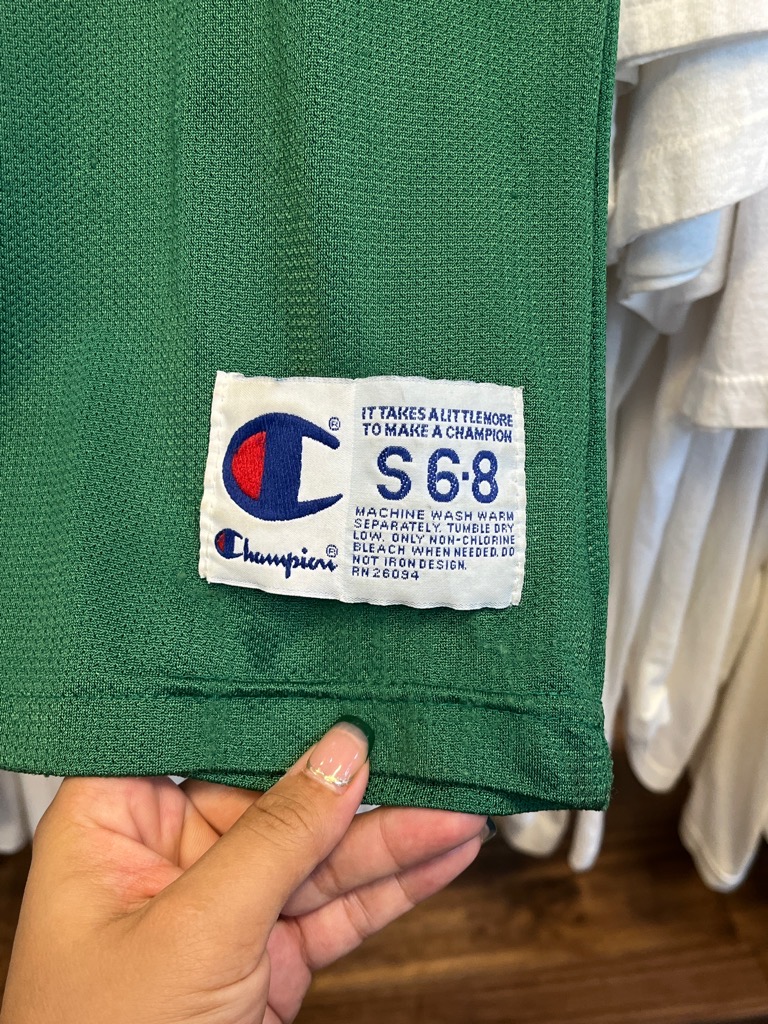 ®
Champion®
IT TAKES A LITTLE MORE
TO MAKE A CHAMPION
S 6-8
MACHINE WASH WARM
SEPARATELY. TUMBLE DRY
LOW. ONLY NON-CHLORINE
BLEACH WHEN NEEDED. DO
NOT IRON DESIGN.
RN 26094